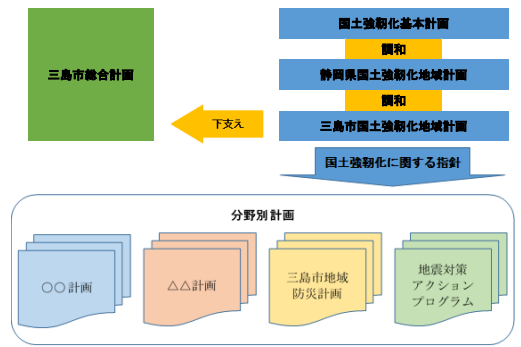 三島市総合計画
国土強靭化基本計画
調和
静岡県国土強靭化地域計画
調和
三島市国土強靭化地域計画
下支え
国土強靭化に関する指針
分野別計画
〇〇計画
△△計画
三島市地域
防災計画
地震対策
アクション
プログラム